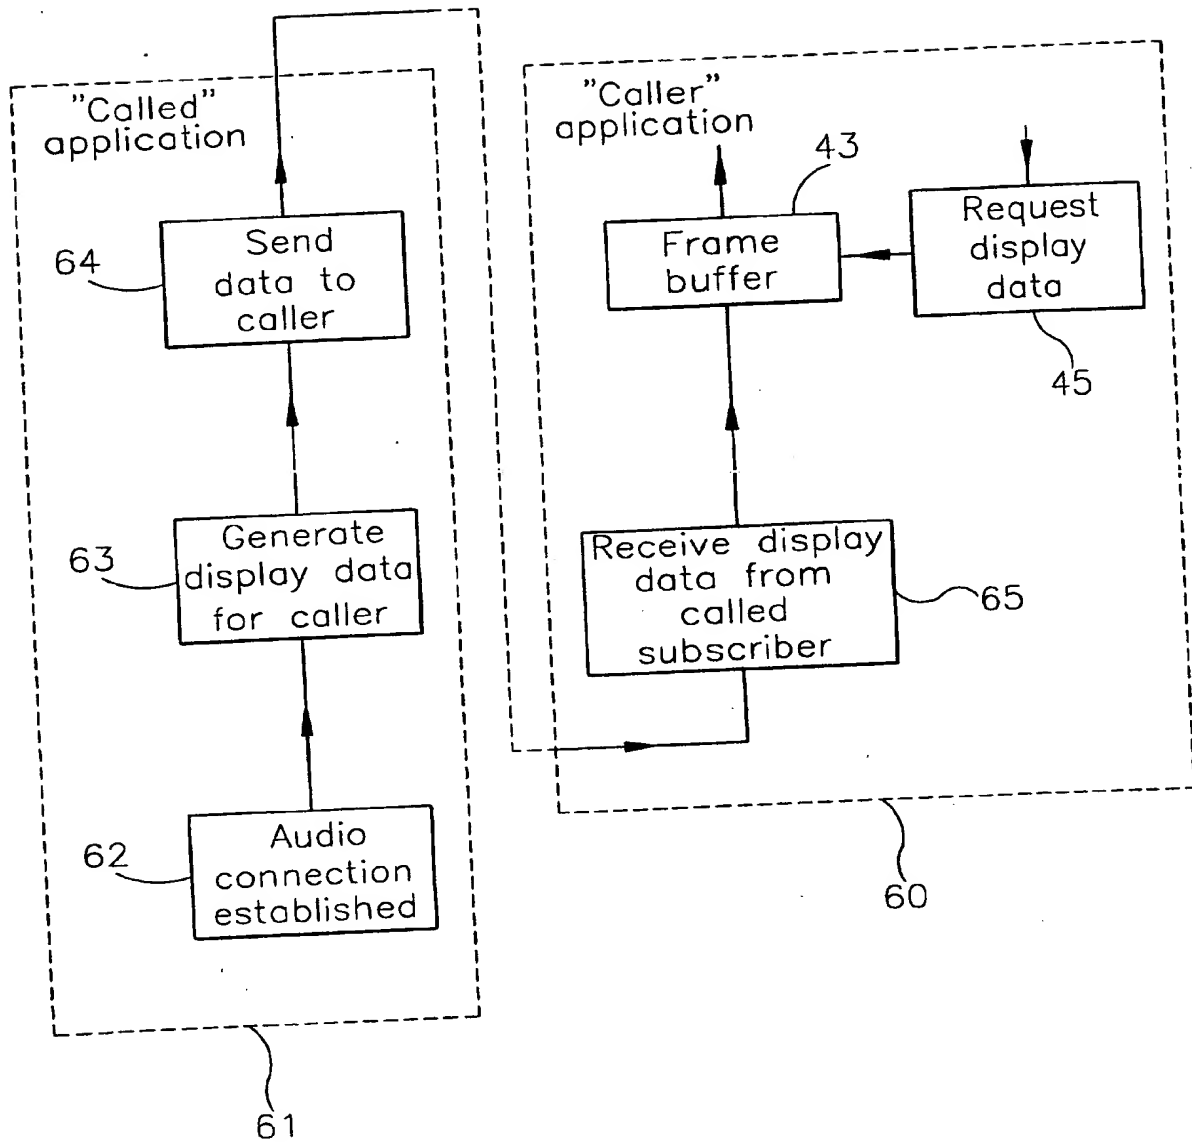 "Called"
application
64
Send
data to
caller
63
Generate
display data
for caller
62
Audio
connection
established
61
"Caller"
application
43
Frame
buffer
Request
display
data
45
Receive display
data from
called
subscriber
65
60